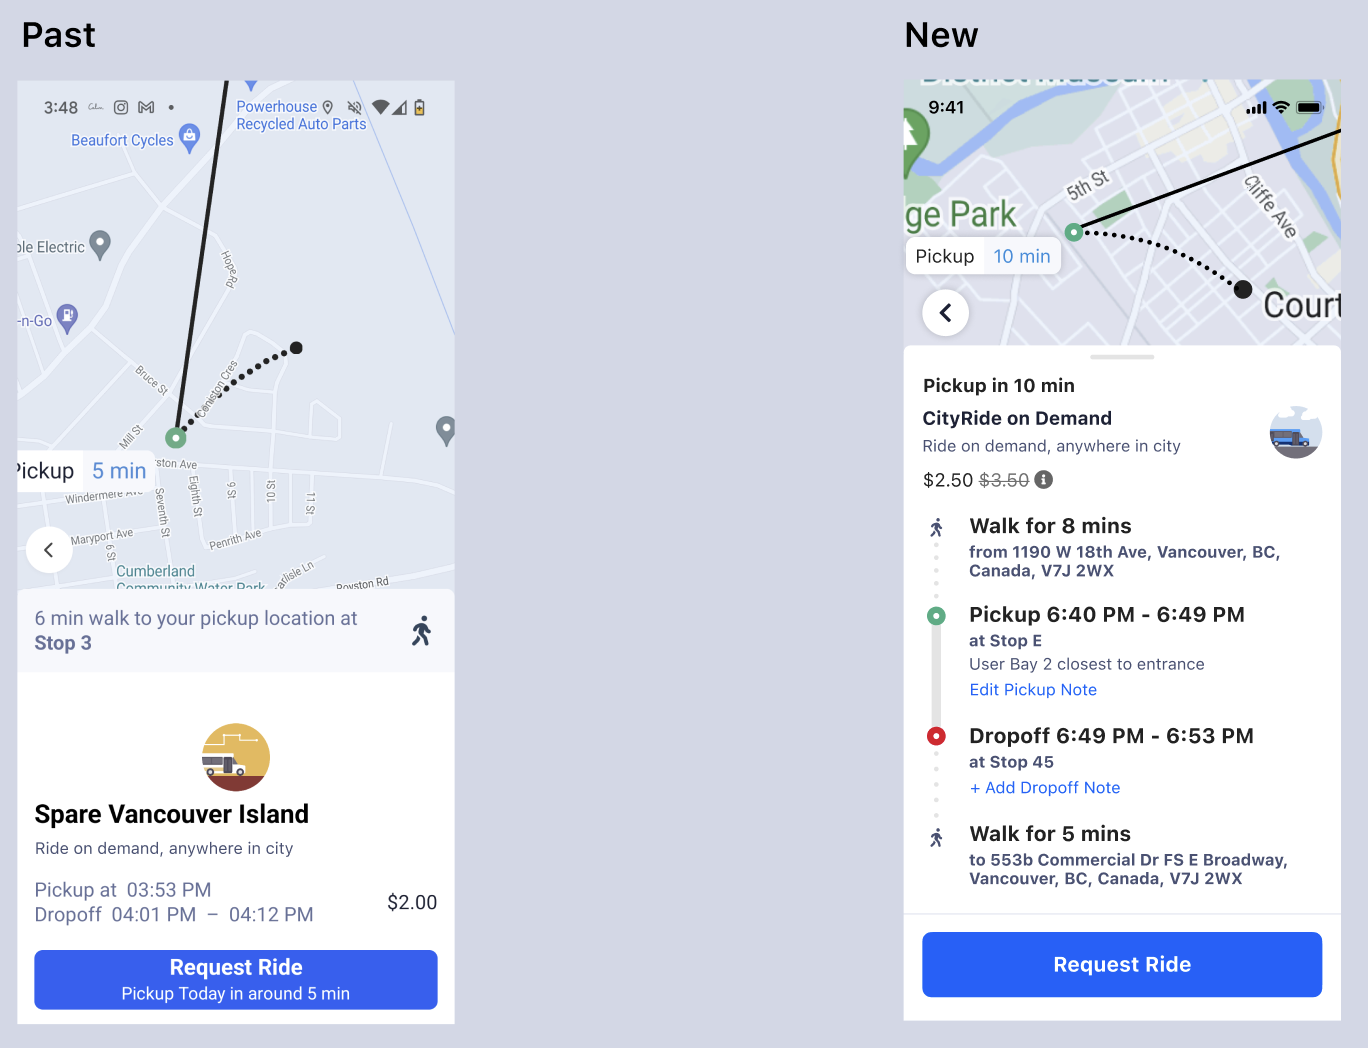 Past
3:48
Powerhouse
Recycled Auto Parts
Beaufort Cycles
ple Electric
Hope Rd
-n-Go
Bruce St
Coniston Cres
Mill St
Pickup 5 min
ston Ave
Windermere Ave
Seventh St
Eighth St
9 St
10 St
11 St
Maryport Ave
6 St
Penrith Ave
Cumberland
Community Water Park
arlisle Ln
Royston Rd
6 min walk to your pickup location at
Stop 3
Spare Vancouver Island
Ride on demand, anywhere in city
Pickup at 03:53 PM
Dropoff 04:01 PM – 04:12 PM
$2.00
Request Ride
Pickup Today in around 5 min
New
District Museum
9:41
5th St
Cliffe Ave
ge Park
Pickup 10 min
Court
Pickup in 10 min
CityRide on Demand
Ride on demand, anywhere in city
$2.50 $3.50
Walk for 8 mins
from 1190 W 18th Ave, Vancouver, BC,
Canada, V7J 2WX
Pickup 6:40 PM - 6:49 PM
at Stop E
User Bay 2 closest to entrance
Edit Pickup Note
Dropoff 6:49 PM - 6:53 PM
at Stop 45
+ Add Dropoff Note
Walk for 5 mins
to 553b Commercial Dr FS E Broadway,
Vancouver, BC, Canada, V7J 2WX
Request Ride